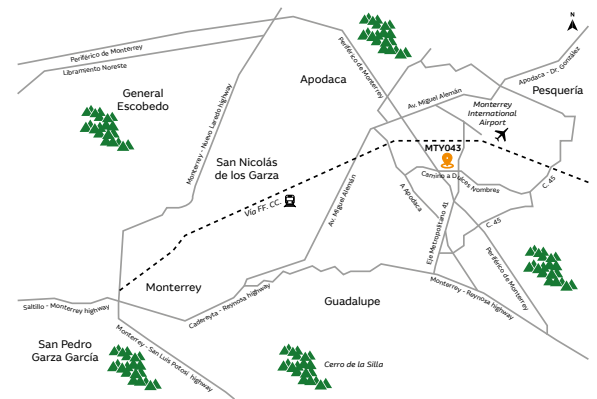 N
Periférico de Monterrey
Libramiento Noreste
Periférico de Monterrey
Apodaca - Dr. González
Apodaca
Pesquería
General
Escobedo
Monterrey - Nuevo Laredo highway
Av. Miguel Alemán
Monterrey
International
Airport
MTY043
San Nicolás
de los Garza
Camino a Dulces Nombres
C. 45
Vía FF. CC.
Av. Miguel Alemán
A Apodaca
Eje Metropolitano 41
C. 45
Periférico de Monterrey
Monterrey
Cadereyta - Reynosa highway
Guadalupe
Monterrey - Reynosa highway
Saltillo - Monterrey highway
San Pedro
Garza García
Monterrey - San Luis Potosí highway
Cerro de la Silla